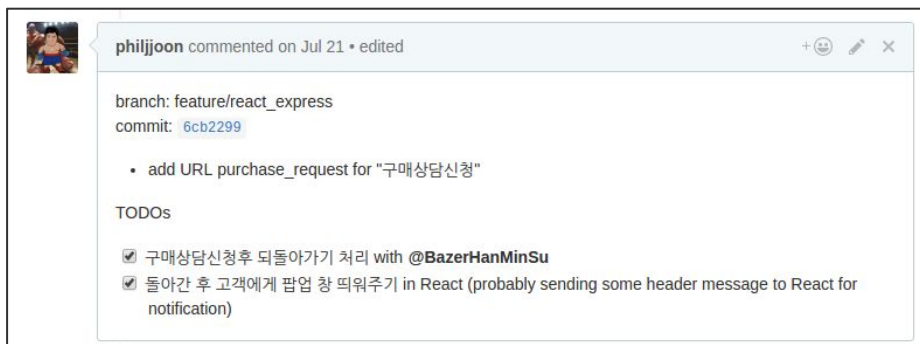 philjjoon commented on Jul 21 • edited
branch: feature/react_express
commit: 6cb2299
• add URL purchase_request for "구매상담신청"
TODOs
구매상담신청후 되돌아가기 처리 with @BazerHanMinSu
돌아간 후 고객에게 팝업 창 띄워주기 in React (probably sending some header message to React for
notification)